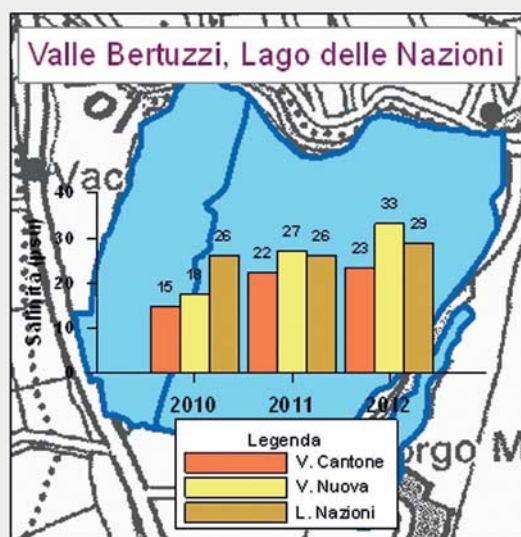 Valle Bertuzzi, Lago delle Nazioni
Vac
Salinità (psu)
40
30
20
10
0
15 18 26
22 27 26
23 33 29
2010 2011 2012
Legenda
V. Cantone
V. Nuova
L. Nazioni
orgo M